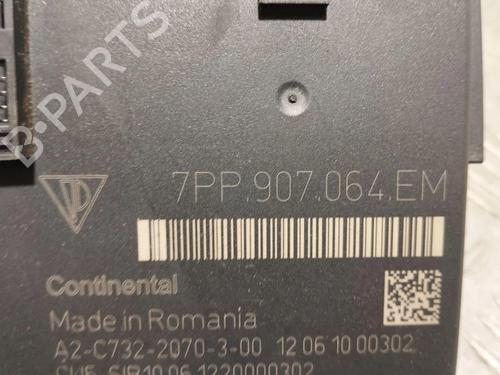 7PP.907.064.EM
Continental
Made in Romania
A2-C732-2070-3-00 12 06 10 00302
B-PARTS